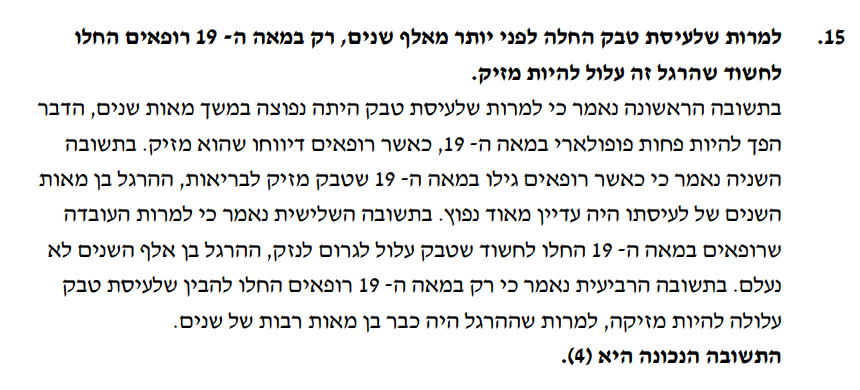 15. למרות שלעיסת טבק החלה לפני יותר מאלף שנים, רק במאה ה- 19 רופאים החלו
לחשוד שהרגל זה עלול להיות מזיק.
בתשובה הראשונה נאמר כי למרות שלעיסת טבק היתה נפוצה במשך מאות שנים, הדבר
הפך להיות פחות פופולארי במאה ה- 19, כאשר רופאים דיווחו שהוא מזיק. בתשובה
השניה נאמר כי כאשר רופאים גילו במאה ה- 19 שטבק מזיק לבריאות, ההרגל בן מאות
השנים של לעיסתו היה עדיין מאוד נפוץ. בתשובה השלישית נאמר כי למרות העובדה
שרופאים במאה ה- 19 החלו לחשוד שטבק עלול לגרום לנזק, ההרגל בן אלף השנים לא
נעלם. בתשובה הרביעית נאמר כי רק במאה ה- 19 רופאים החלו להבין שלעיסת טבק
עלולה להיות מזיקה, למרות שההרגל היה כבר בן מאות רבות של שנים.
התשובה הנכונה היא (4).